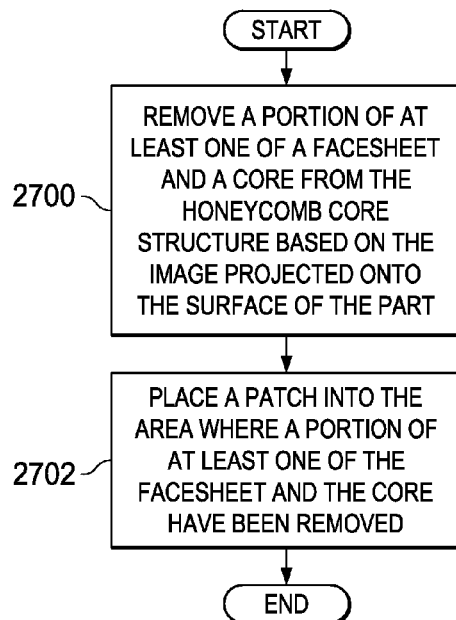 START
REMOVE A PORTION OF AT
LEAST ONE OF A FACESHEET
AND A CORE FROM THE
HONEYCOMB CORE
STRUCTURE BASED ON THE
IMAGE PROJECTED ONTO
THE SURFACE OF THE PART
2700
PLACE A PATCH INTO THE
AREA WHERE A PORTION OF
AT LEAST ONE OF THE
FACESHEET AND THE CORE
HAVE BEEN REMOVED
2702
END